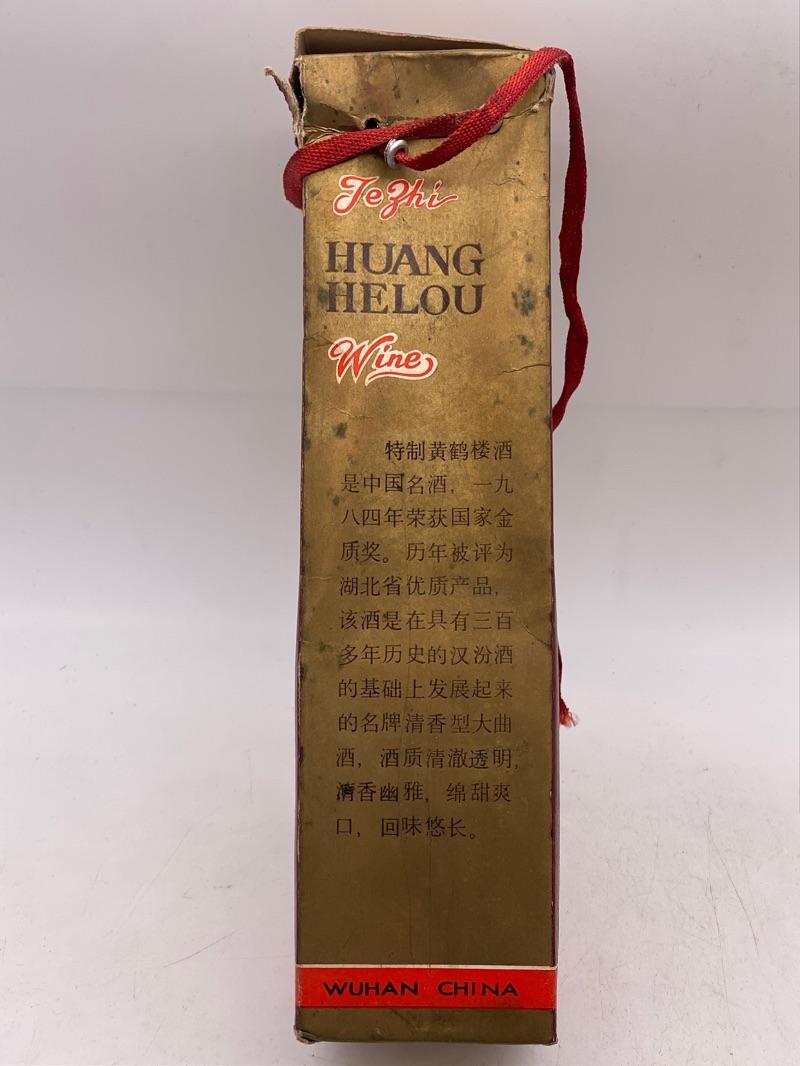 Te Zhi
HUANG
HELOU
Wine
特制黄鹤楼酒
是中国名酒，一九
八四年荣获国家金
质奖。历年被评为
湖北省优质产品，
该酒是在具有三百
多年历史的汉汾酒
的基础上发展起来
的名牌清香型大曲
酒，酒质清澈透明，
清香幽雅，绵甜爽
口，回味悠长。
WUHAN CHINA